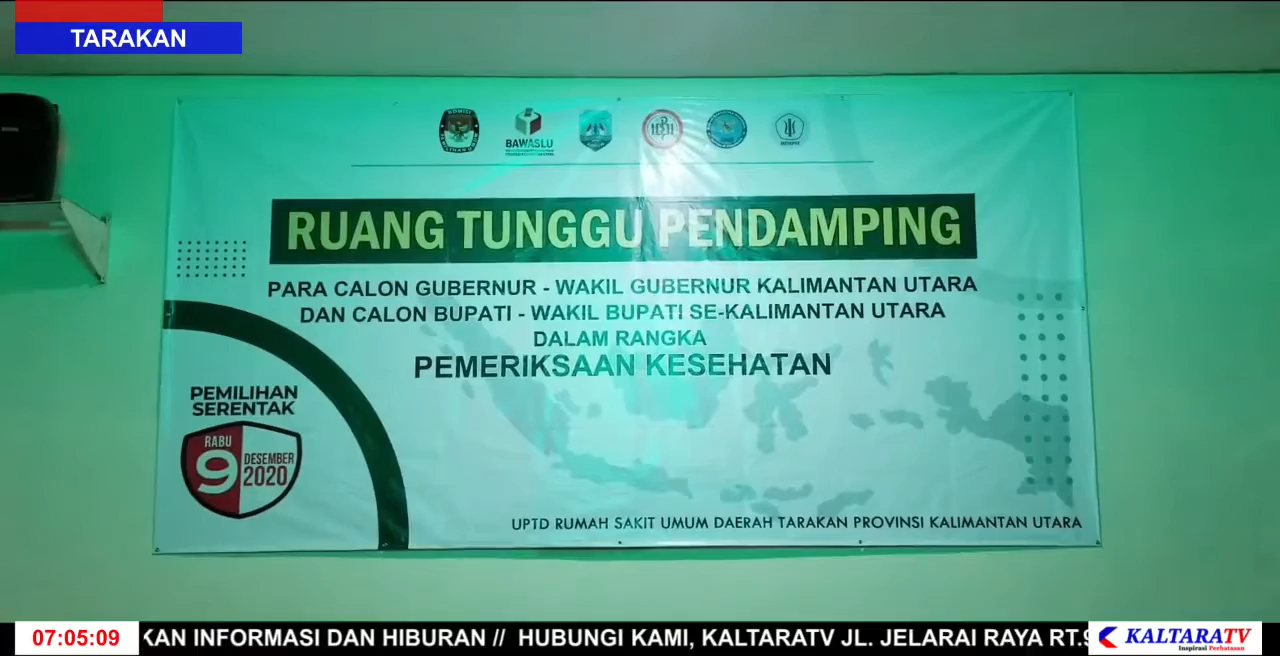 TARAKAN
BAWASLU
RUANG TUNGGU PENDAMPING
PARA CALON GUBERNUR - WAKIL GUBERNUR KALIMANTAN UTARA
DAN CALON BUPATI - WAKIL BUPATI SE-KALIMANTAN UTARA
DALAM RANGKA
PEMERIKSAAN KESEHATAN
PEMILIHAN
SERENTAK
RABU
9 DESEMBER
2020
UPTD RUMAH SAKIT UMUM DAERAH TARAKAN PROVINSI KALIMANTAN UTARA
07:05:09
KAN INFORMASI DAN HIBURAN // HUBUNGI KAMI, KALTARATV JL. JELARAI RAYA RT.9
KALTARATV
Inspirasi Perbatasan